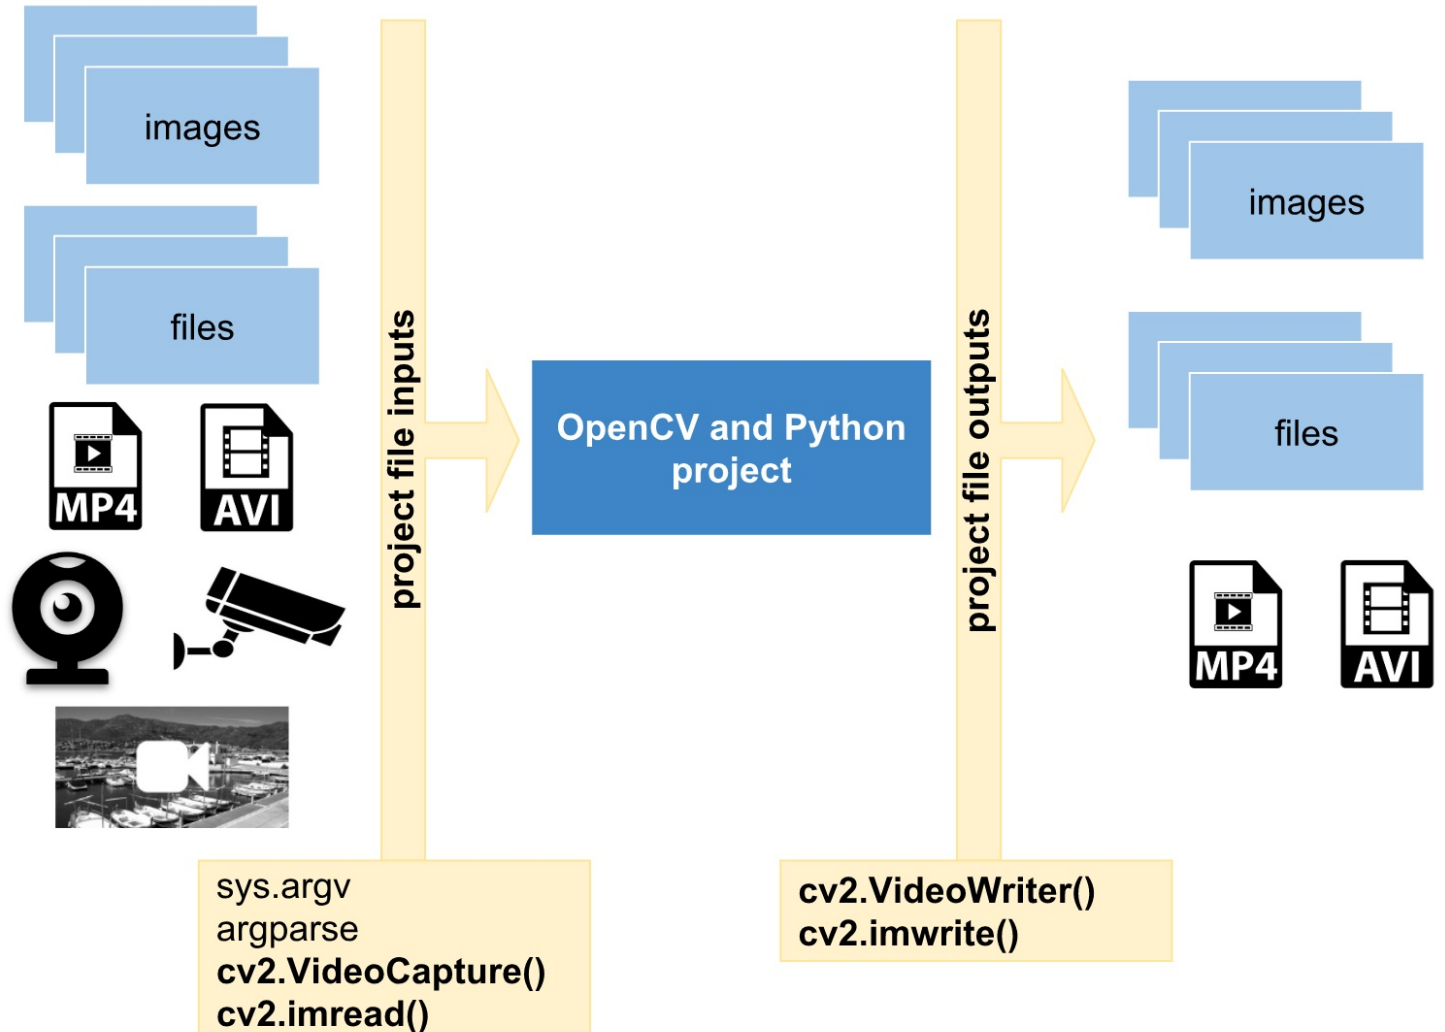 images
files
MP4
AVI
project file inputs
sys.argv
argparse
cv2.VideoCapture()
cv2.imread()
OpenCV and Python
project
project file outputs
cv2.VideoWriter()
cv2.imwrite()
images
files
MP4
AVI